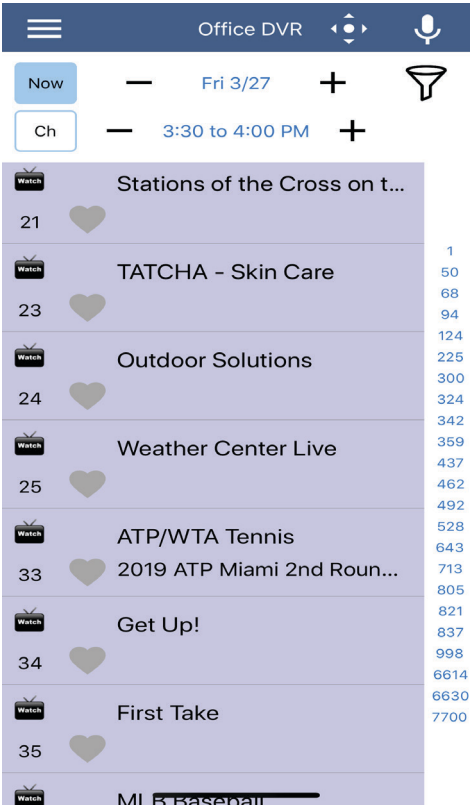 Office DVR
Now
Fri 3/27
Ch
3:30 to 4:00 PM
Watch
Stations of the Cross on t...
21
Watch
TATCHA - Skin Care
23
Watch
Outdoor Solutions
24
Watch
Weather Center Live
25
Watch
ATP/WTA Tennis
2019 ATP Miami 2nd Roun...
33
Watch
Get Up!
34
Watch
First Take
35
Watch
MLB Baseball
1
50
68
94
124
225
300
324
342
359
437
462
492
528
643
713
805
821
837
998
6614
6630
7700